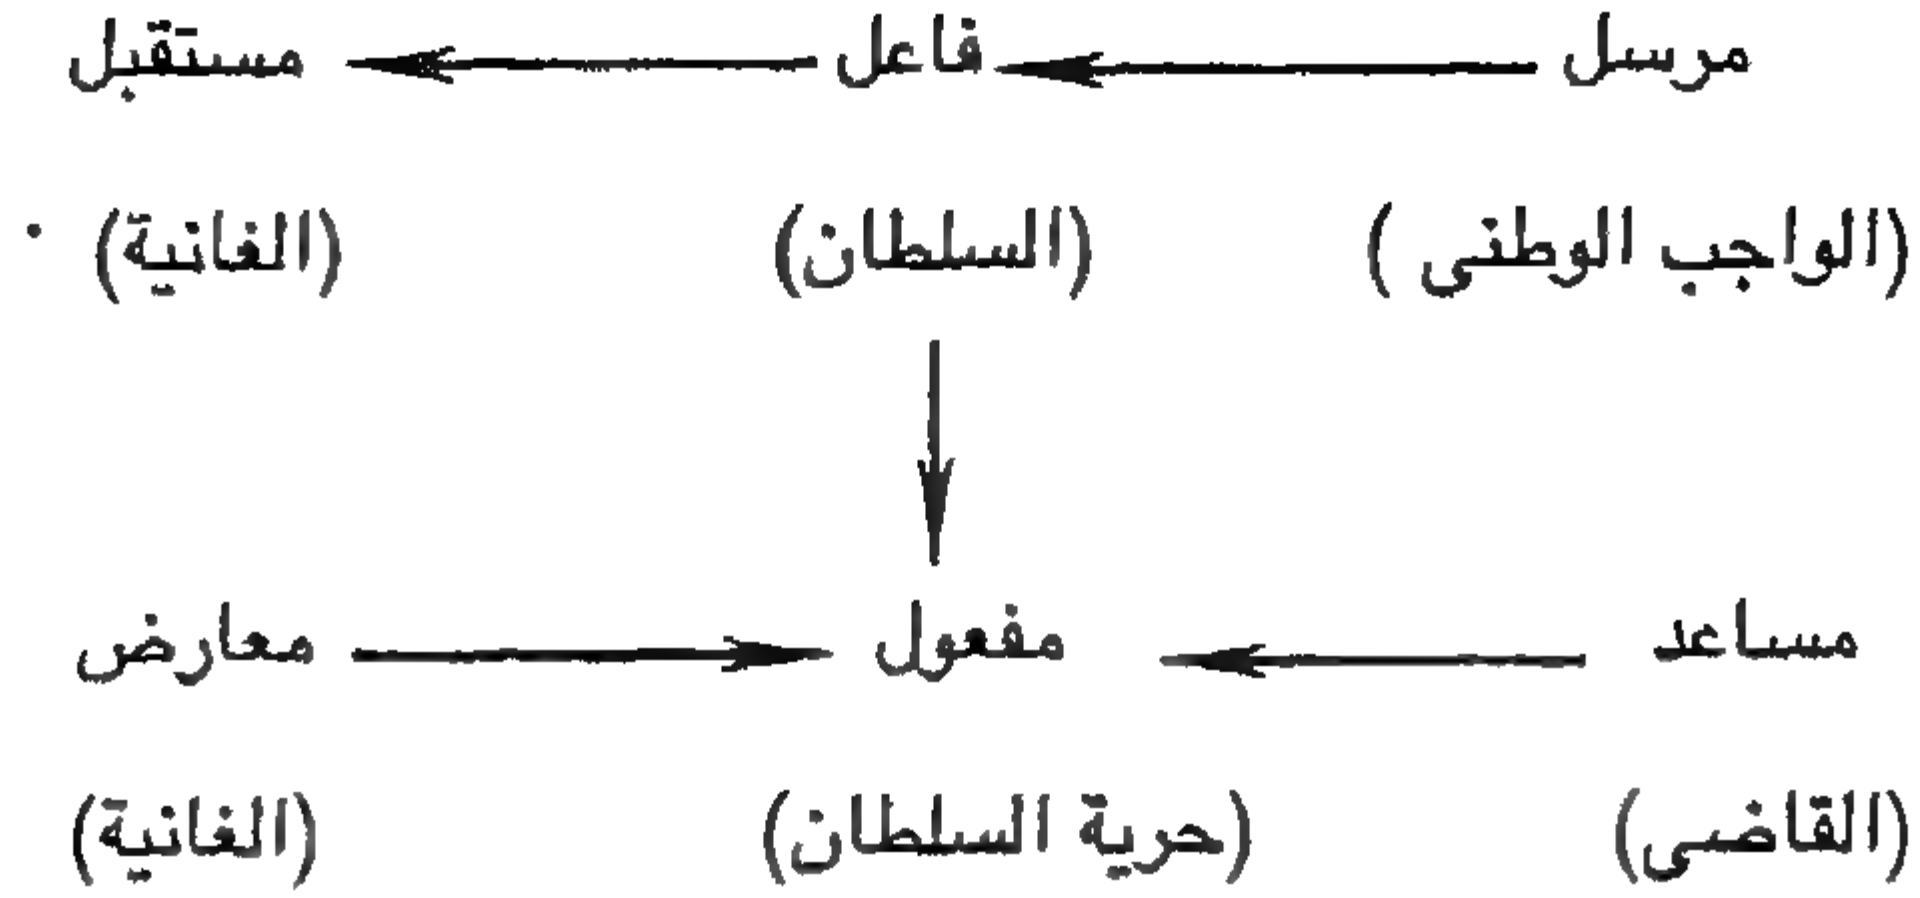 مرسل فاعل مستقبل
(الواجب الوطنى ) (السلطان) (الغانية)
مساعد مفعول معارض
(القاضى) (حرية السلطان) (الغانية)